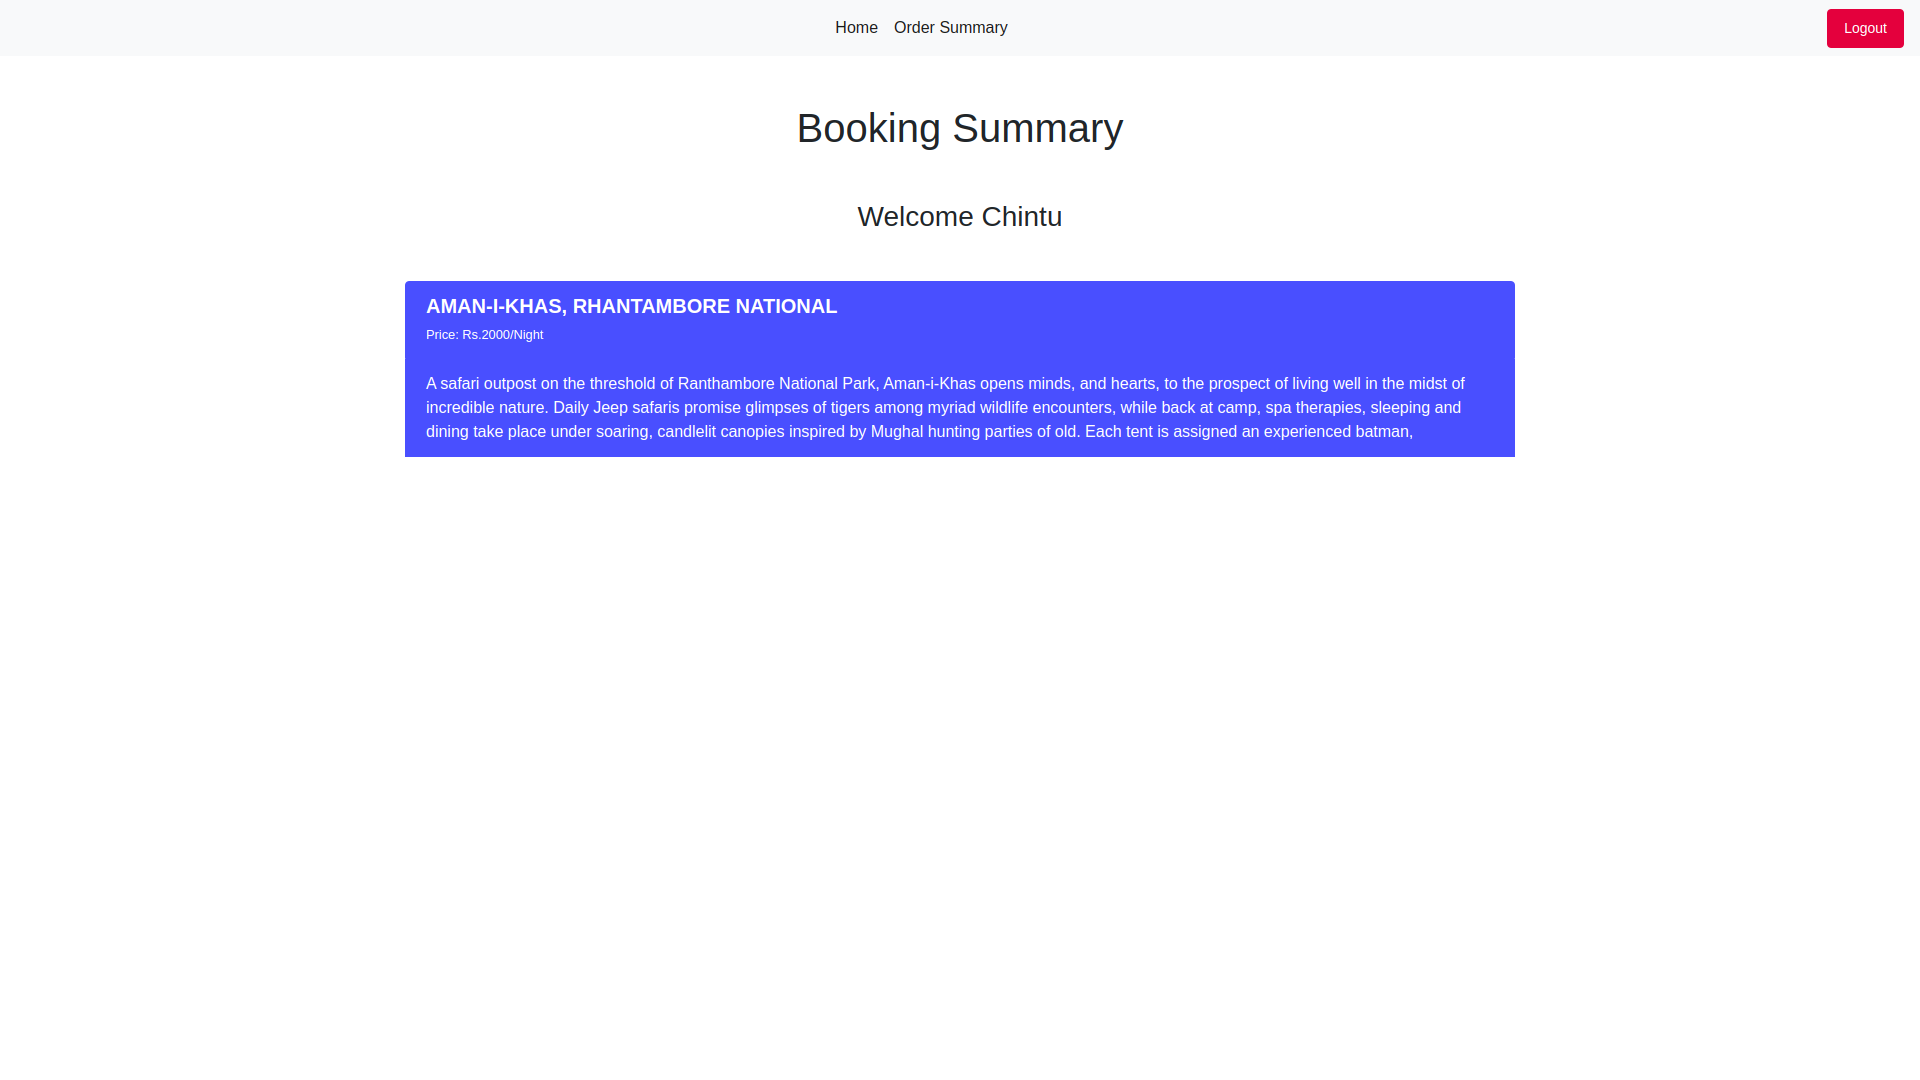 Home
Order Summary
Logout
Booking Summary
Welcome Chintu
AMAN-I-KHAS, RHANTAMBORE NATIONAL
Price: Rs.2000/Night
A safari outpost on the threshold of Ranthambore National Park, Aman-i-Khas opens minds, and hearts, to the prospect of living well in the midst of
incredible nature. Daily Jeep safaris promise glimpses of tigers among myriad wildlife encounters, while back at camp, spa therapies, sleeping and
dining take place under soaring, candlelit canopies inspired by Mughal hunting parties of old. Each tent is assigned an experienced batman,